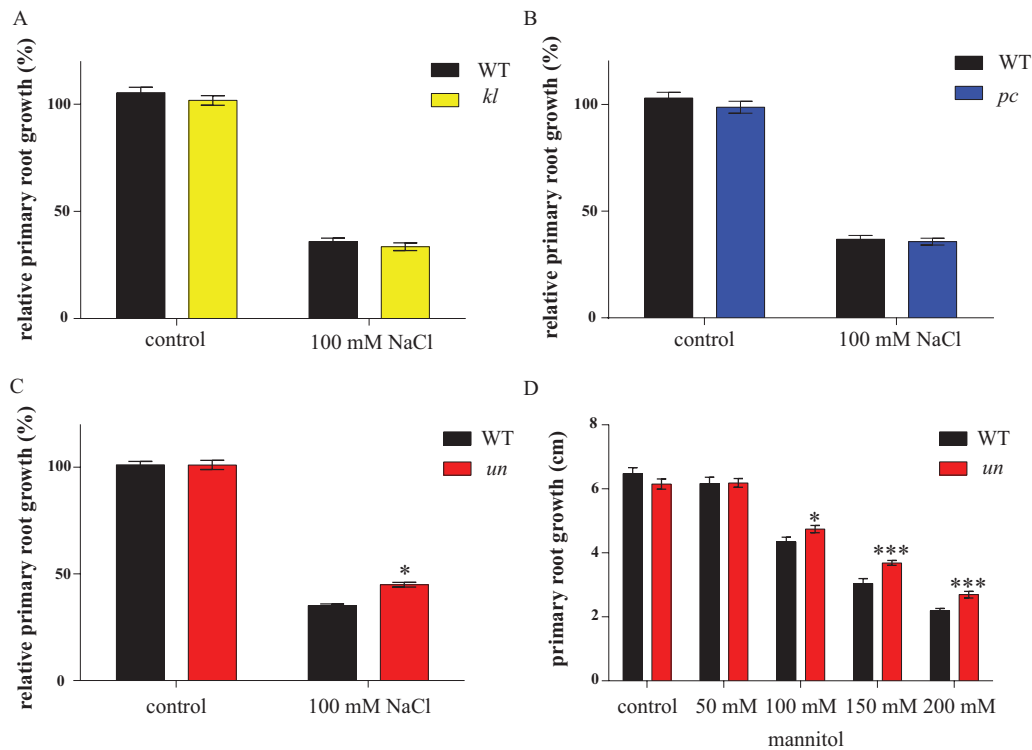 A
relative primary root growth (%)
100
50
0
control
100 mM NaCl
WT
kl
B
relative primary root growth (%)
100
50
0
control
100 mM NaCl
WT
pc
C
relative primary root growth (%)
100
50
0
control
100 mM NaCl
*
WT
un
D
primary root growth (cm)
8
6
4
2
0
* *** ***
WT
un
control 50 mM 100 mM 150 mM 200 mM
mannitol